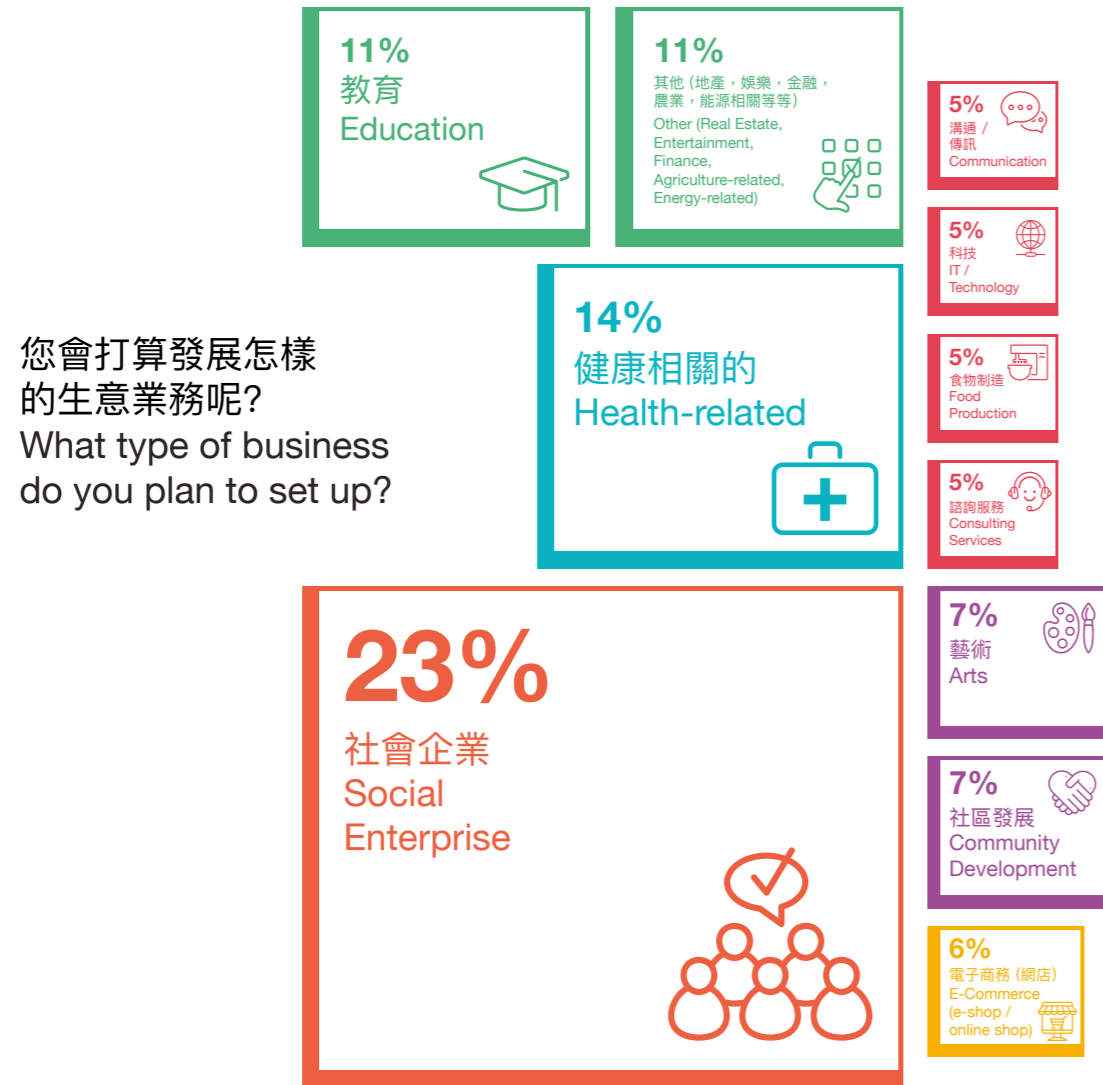 您會打算發展怎樣
的生意業務呢?
What type of business
do you plan to set up?
11%
教育
Education
11%
其他 (地產，娛樂，金融，
農業，能源相關等等)
Other (Real Estate,
Entertainment,
Finance,
Agriculture-related,
Energy-related)
14%
健康相關的
Health-related
23%
社會企業
Social
Enterprise
5%
溝通 /
傳訊
Communication
5%
科技
IT /
Technology
5%
食物制造
Food
Production
5%
諮詢服務
Consulting
Services
7%
藝術
Arts
7%
社區發展
Community
Development
6%
電子商務 (網店)
E-Commerce
(e-shop /
online shop)